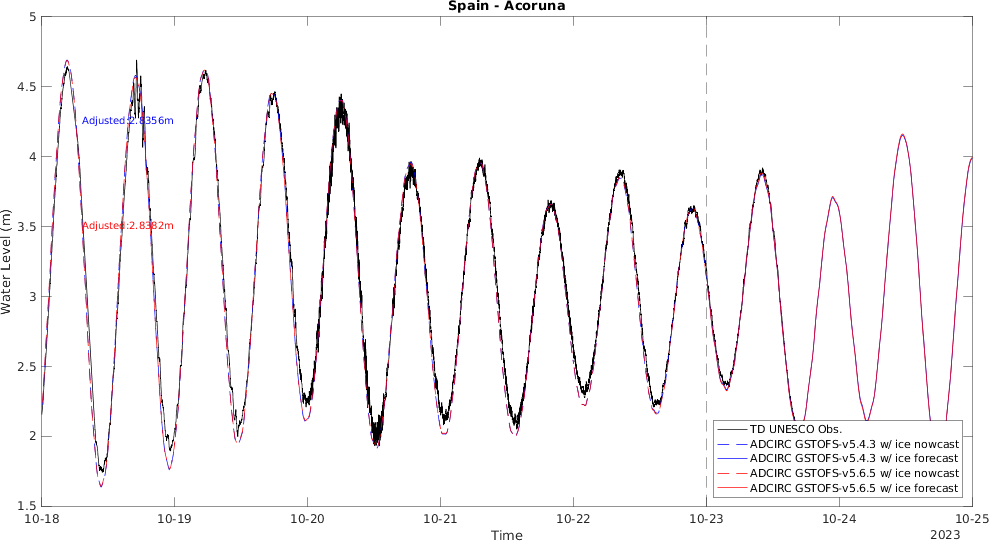 Spain - Acoruna
5
4.5
4
3.5
3
2.5
2
1.5
Water Level (m)
Adjusted:2.8356m
Adjusted:2.8382m
TD UNESCO Obs.
ADCIRC GSTOFS-v5.4.3 w/ ice nowcast
ADCIRC GSTOFS-v5.4.3 w/ ice forecast
ADCIRC GSTOFS-v5.6.5 w/ ice nowcast
ADCIRC GSTOFS-v5.6.5 w/ ice forecast
10-18 10-19 10-20 10-21 10-22 10-23 10-24 10-25
Time
2023